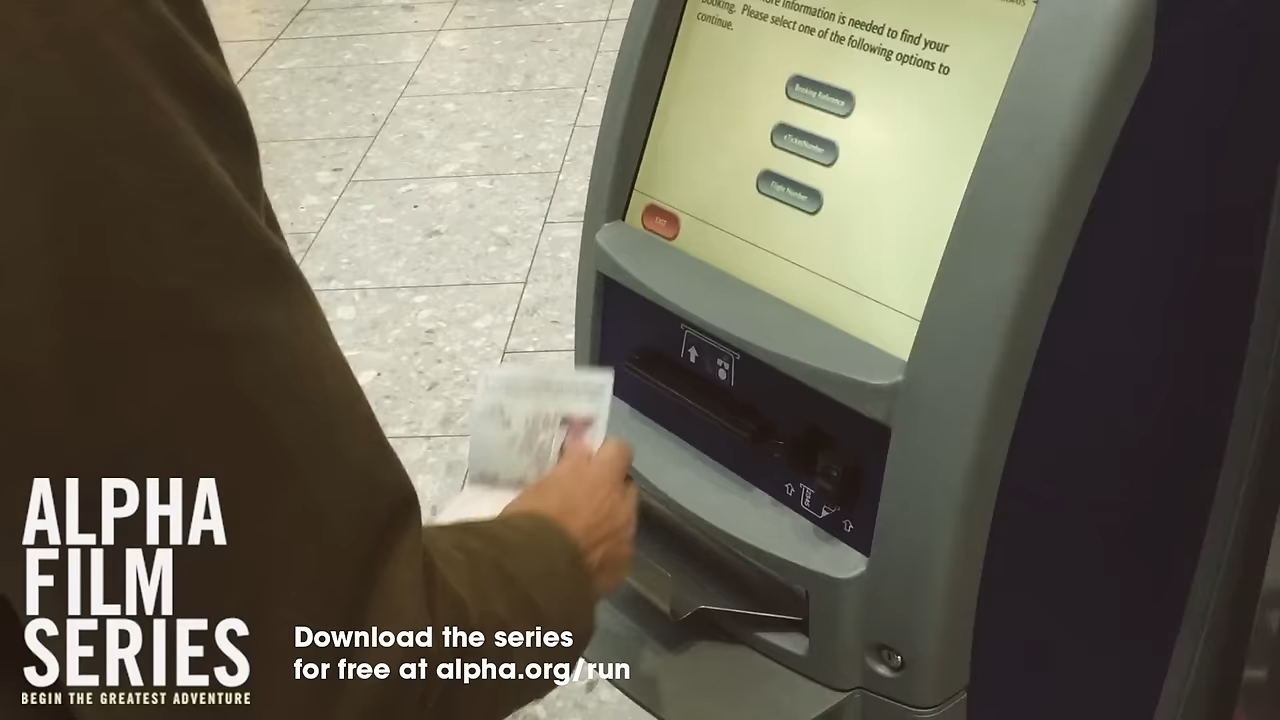 more information is needed to find your
booking. Please select one of the following options to
continue.
Booking Reference
eTicket Number
Flight Number
EXIT
ALPHA
FILM
SERIES
BEGIN THE GREATEST ADVENTURE
Download the series
for free at alpha.org/run